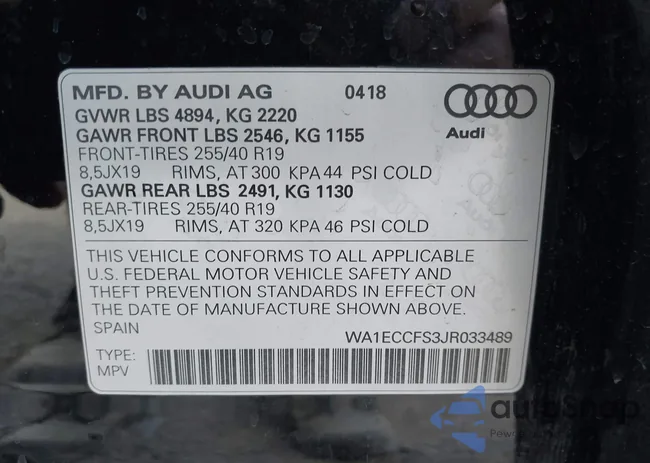 MFD. BY AUDI AG 0418
GVWR LBS 4894, KG 2220
GAWR FRONT LBS 2546, KG 1155
Audi
FRONT-TIRES 255/40 R19
8,5JX19 RIMS, AT 300 KPA 44 PSI COLD
GAWR REAR LBS 2491, KG 1130
REAR-TIRES 255/40 R19
8,5JX19 RIMS, AT 320 KPA 46 PSI COLD
THIS VEHICLE CONFORMS TO ALL APPLICABLE
U.S. FEDERAL MOTOR VEHICLE SAFETY AND
THEFT PREVENTION STANDARDS IN EFFECT ON
THE DATE OF MANUFACTURE SHOWN ABOVE.
SPAIN WA1ECCFS3JR033489
TYPE:
MPV